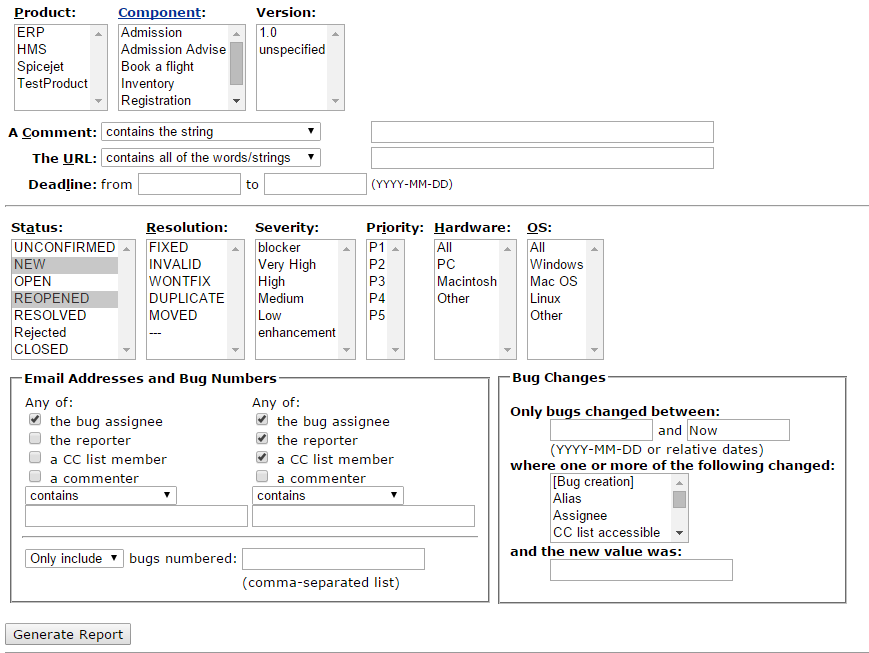 Product: Component: Version:
ERP Admission 1.0
HMS Admission Advise unspecified
Spicejet Book a flight
TestProduct Inventory
Registration
A Comment: contains the string
The URL: contains all of the words/strings
Deadline: from to (YYYY-MM-DD)
Status: Resolution: Severity: Priority: Hardware: OS:
UNCONFIRMED FIXED blocker P1 All All
NEW INVALID Very High P2 PC Windows
OPEN WONTFIX High P3 Macintosh Mac OS
REOPENED DUPLICATE Medium P4 Other Linux
RESOLVED MOVED Low P5 Other
Rejected --- enhancement
CLOSED
Email Addresses and Bug Numbers
Any of: Any of:
the bug assignee the bug assignee
the reporter the reporter
a CC list member a CC list member
a commenter a commenter
contains contains
Only include bugs numbered:
(comma-separated list)
Bug Changes
Only bugs changed between:
and Now
(YYYY-MM-DD or relative dates)
where one or more of the following changed:
[Bug creation]
Alias
Assignee
CC list accessible
and the new value was:
Generate Report